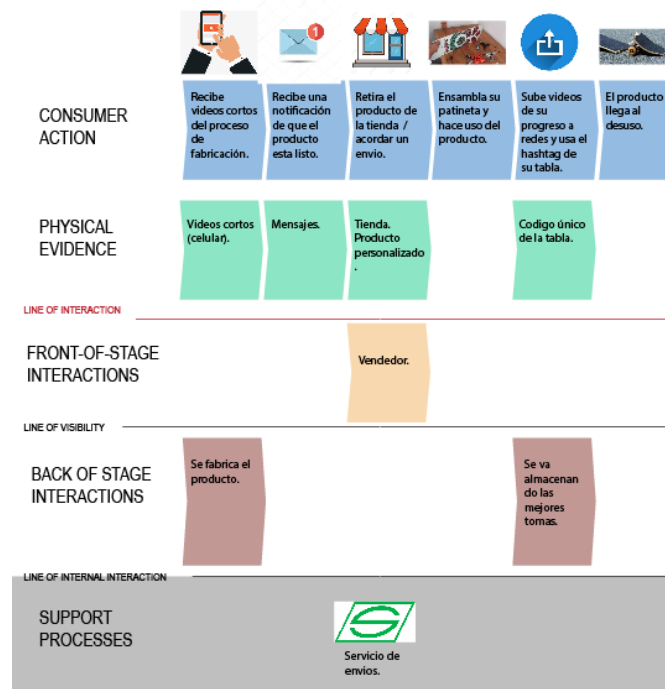 1
CONSUMER
ACTION
Recibe
videos cortos
del proceso
de
fabricación.
Recibe una
notificación
de que el
producto
esta listo.
Retira el
producto de
la tienda /
acordar un
envio.
Ensambla su
patineta y
hace uso del
producto.
Sube videos
de su
progreso a
redes y usa el
hashtag de
su tabla.
El producto
llega al
desuso.
PHYSICAL
EVIDENCE
Videos cortos
(celular).
Mensajes.
Tienda.
Producto
personalizado
.
Codigo único
de la tabla.
LINE OF INTERACTION
FRONT-OF-STAGE
INTERACTIONS
Vendedor.
LINE OF VISIBILITY
BACK OF STAGE
INTERACTIONS
Se fabrica el
producto.
Se va
almacenan
do las
mejores
tomas.
LINE OF INTERNAL INTERACTION
SUPPORT
PROCESSES
Servicio de
envios.